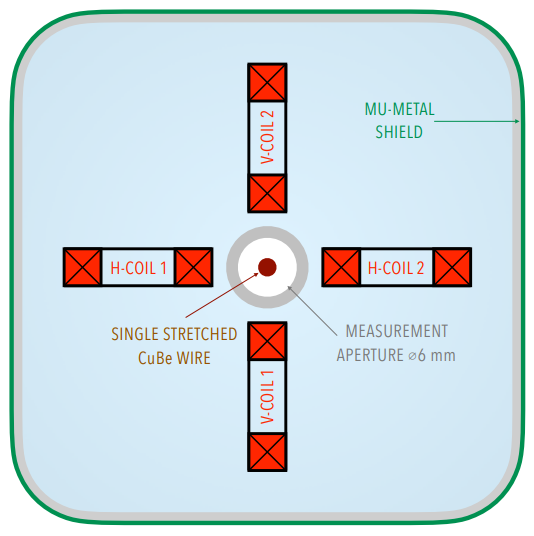 V-COIL 2
MU-METAL
SHIELD
H-COIL 1
H-COIL 2
SINGLE STRETCHED
CuBe WIRE
MEASUREMENT
APERTURE ⌀6 mm
V-COIL 1